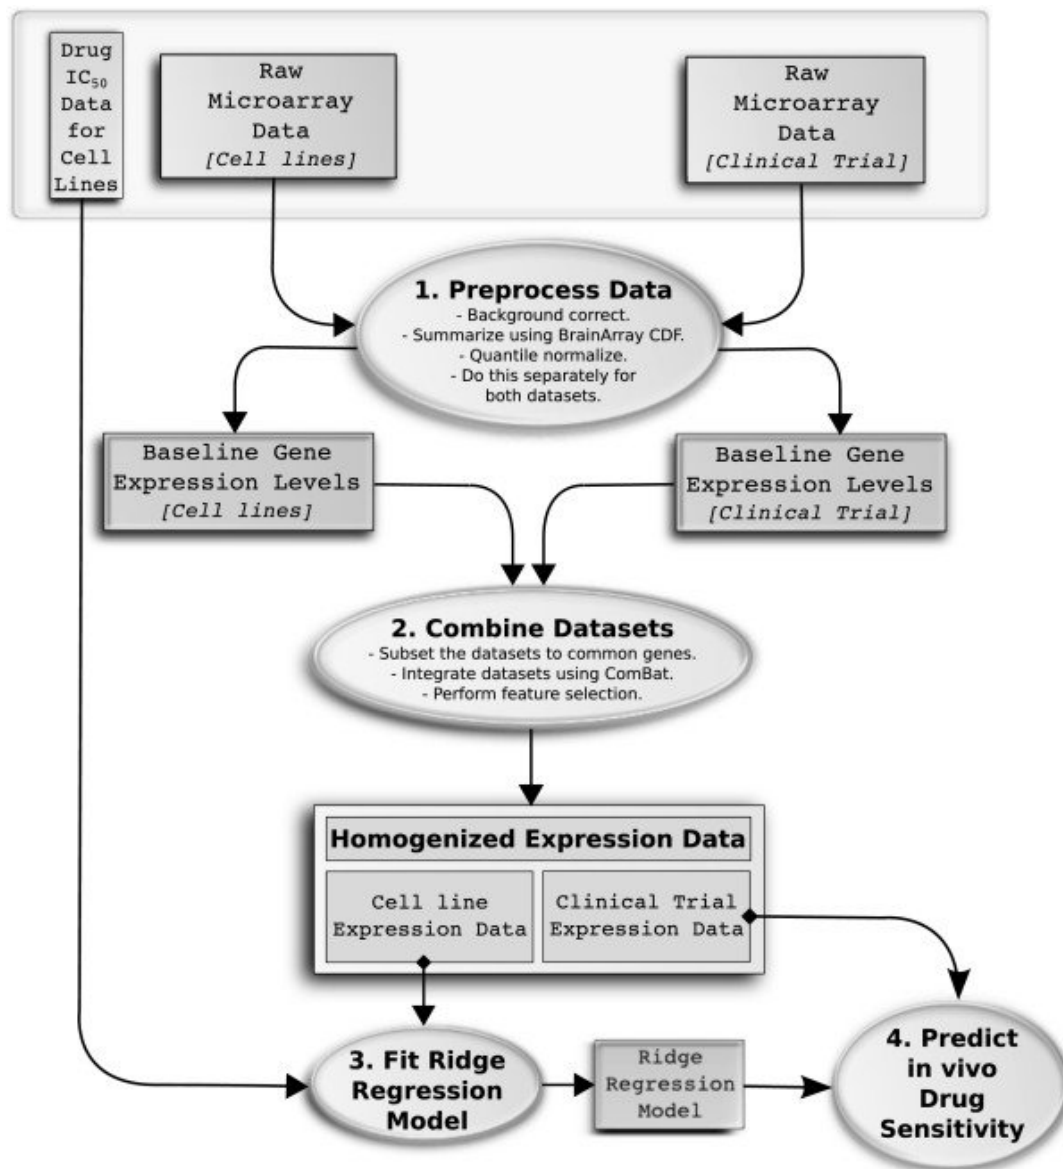 Drug
IC₅₀
Data
for
Cell
Lines
Raw
Microarray
Data
[Cell lines]
Raw
Microarray
Data
[Clinical Trial]
1. Preprocess Data
- Background correct.
- Summarize using BrainArray CDF.
- Quantile normalize.
- Do this separately for
both datasets.
Baseline Gene
Expression Levels
[Cell lines]
Baseline Gene
Expression Levels
[Clinical Trial]
2. Combine Datasets
- Subset the datasets to common genes.
- Integrate datasets using ComBat.
- Perform feature selection.
Homogenized Expression Data
Cell line
Expression Data
Clinical Trial
Expression Data
3. Fit Ridge
Regression
Model
Ridge
Regression
Model
4. Predict
in vivo
Drug
Sensitivity